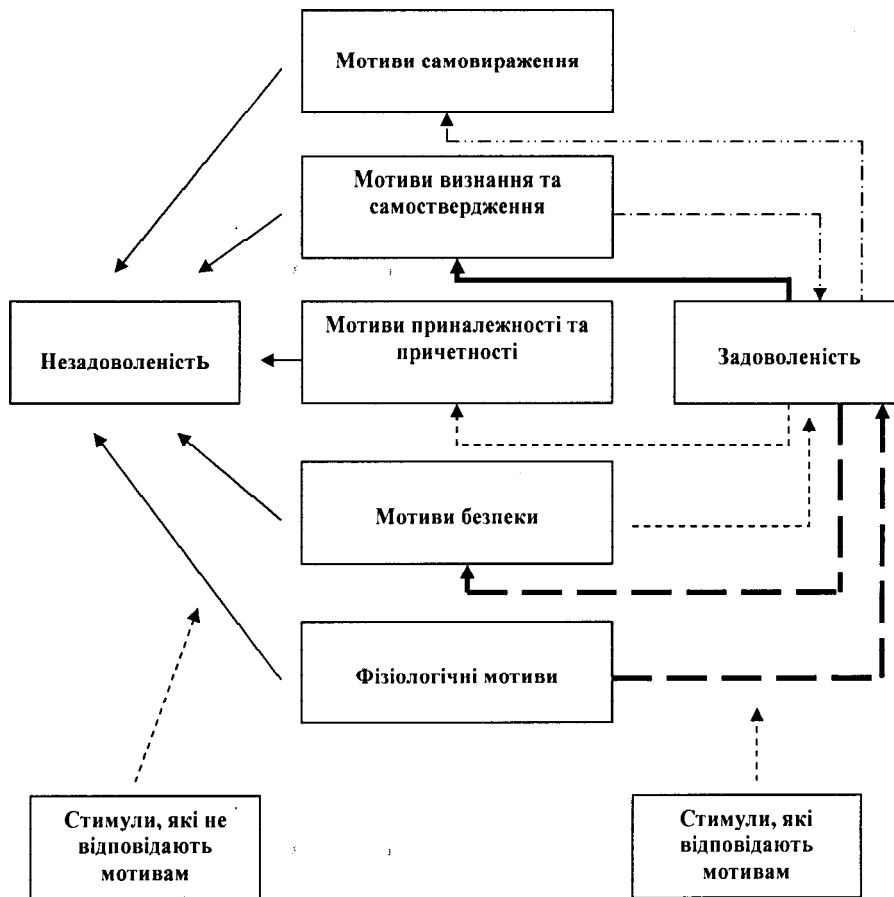 Мотиви самовираження
Мотиви визнання та
самоствердження
Мотиви приналежності та
причетності
Незадоволеність
Задоволеність
Мотиви безпеки
Фізіологічні мотиви
Стимули, які не
відповідають
мотивам
Стимули, які
відповідають
мотивам